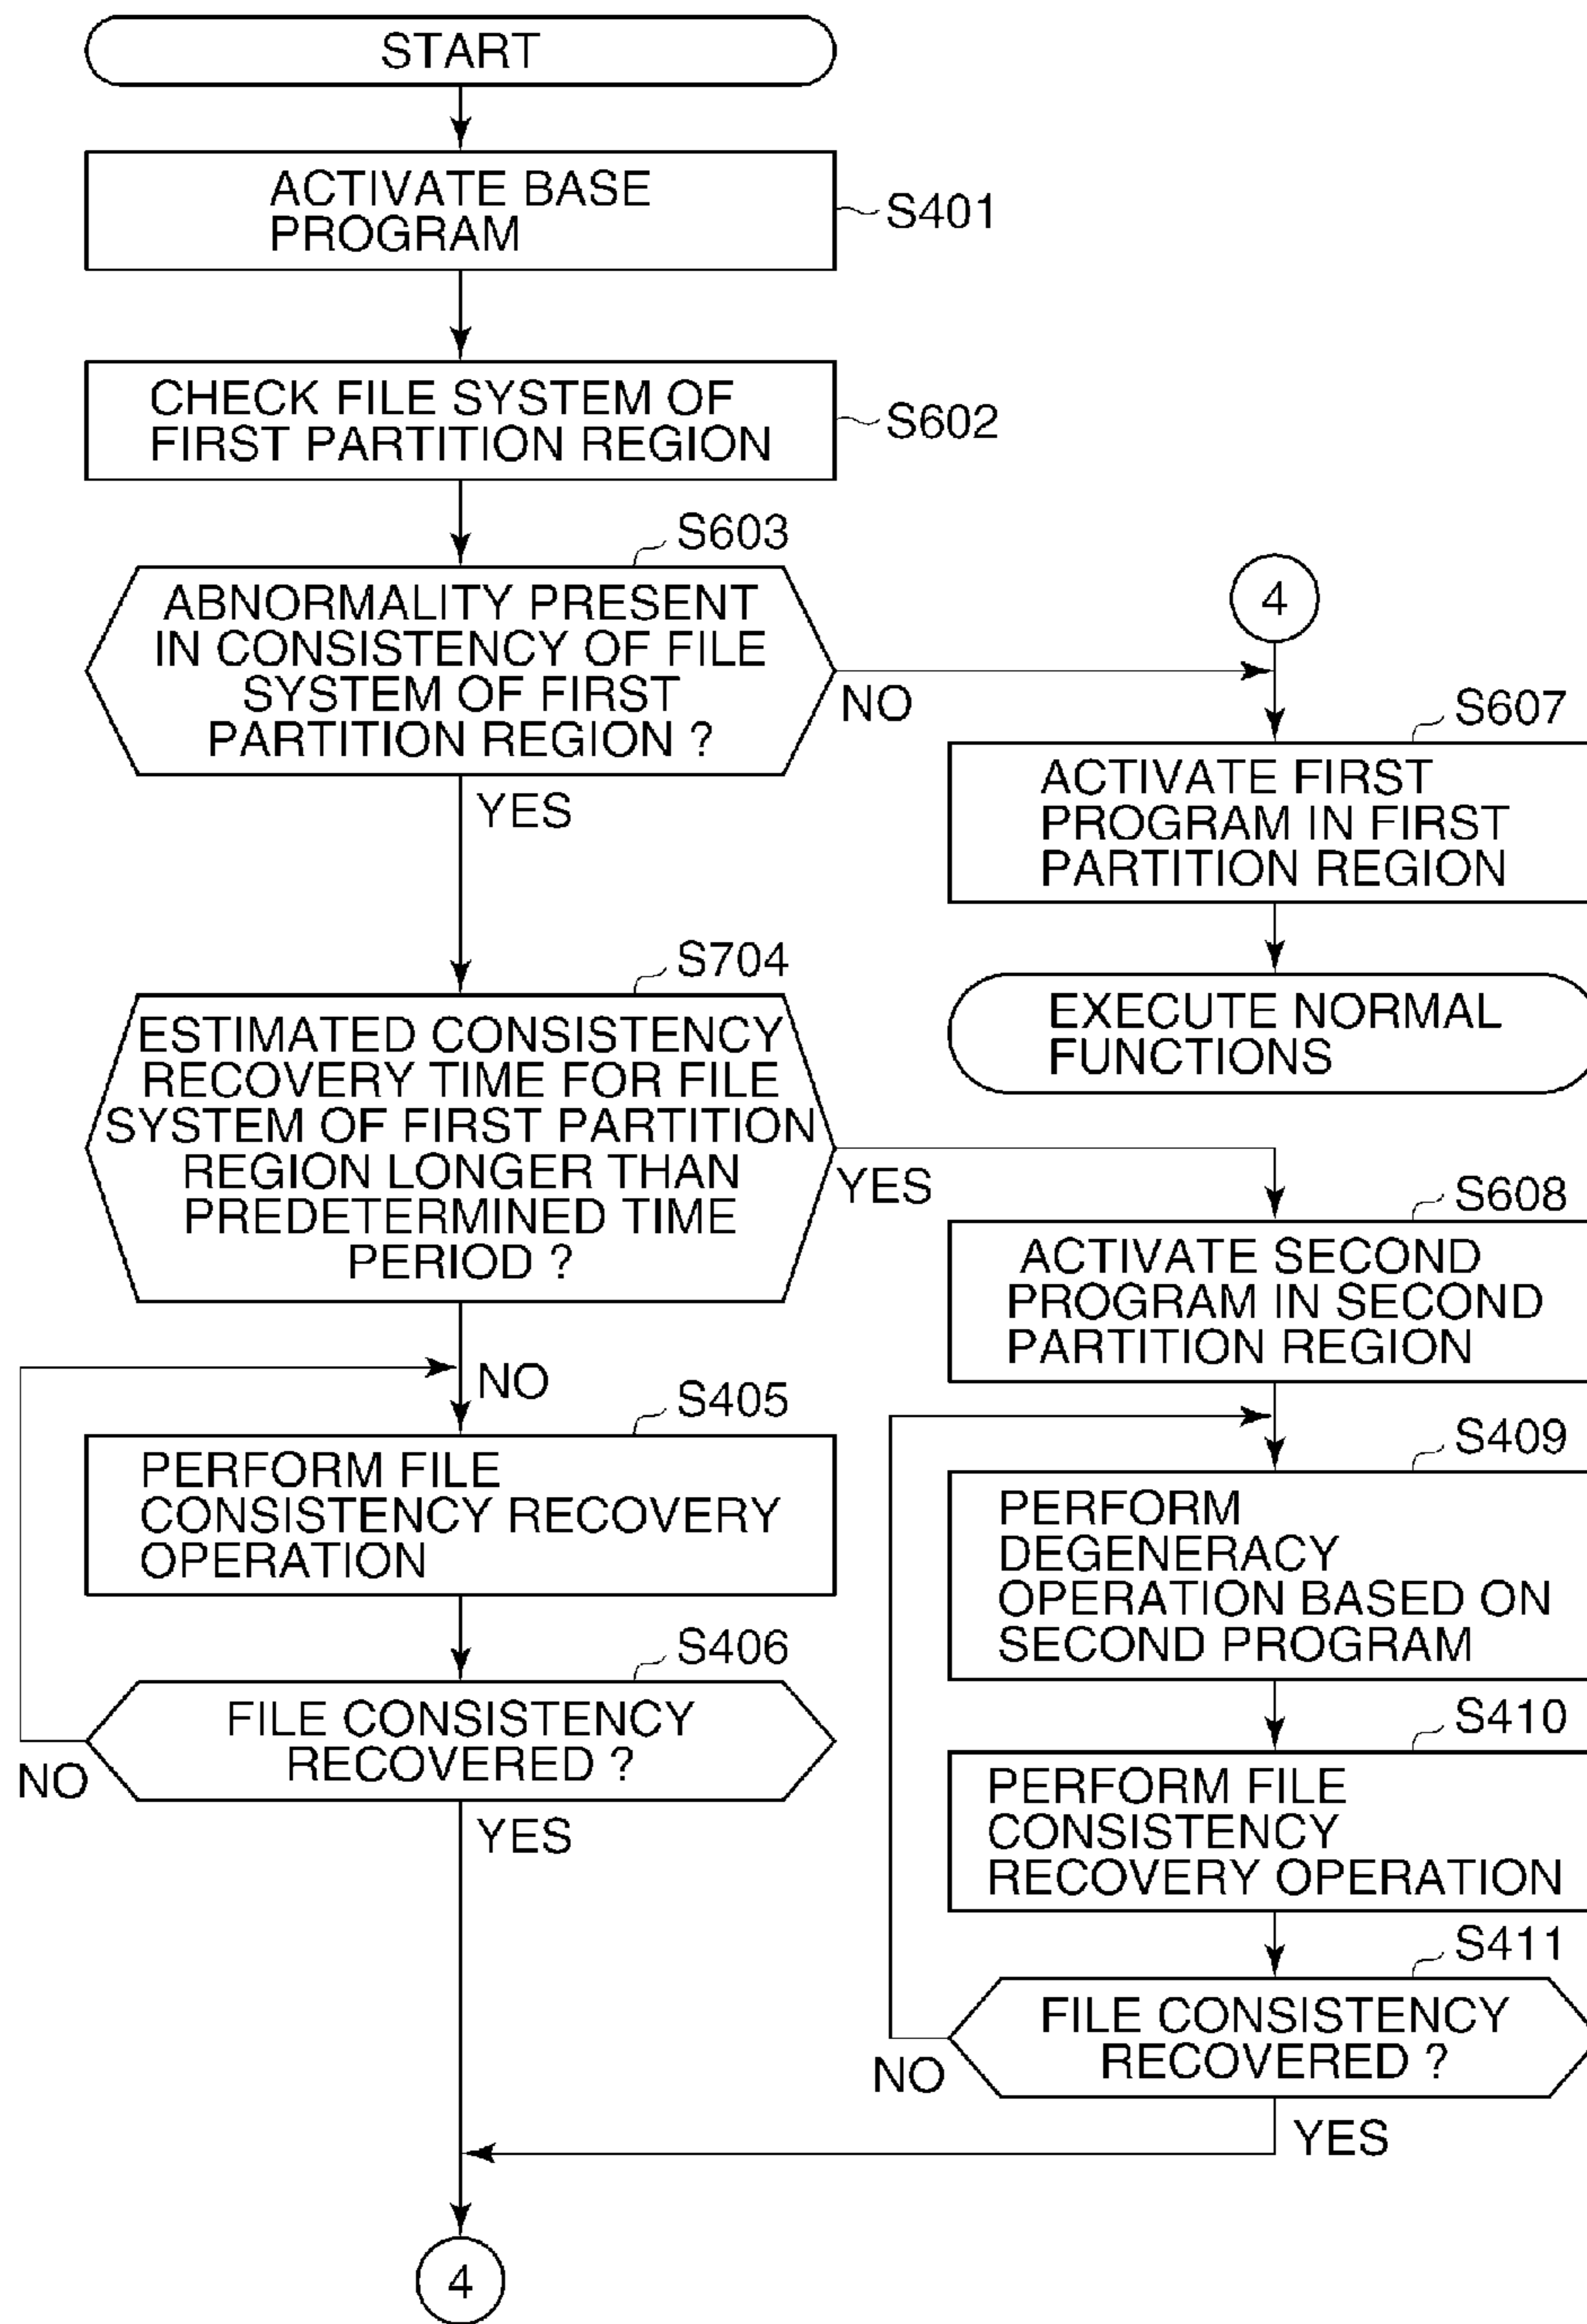 START
ACTIVATE BASE
PROGRAM
S401
CHECK FILE SYSTEM OF
FIRST PARTITION REGION
S602
S603
ABNORMALITY PRESENT
IN CONSISTENCY OF FILE
SYSTEM OF FIRST
PARTITION REGION ?
NO
YES
4
S607
ACTIVATE FIRST
PROGRAM IN FIRST
PARTITION REGION
EXECUTE NORMAL
FUNCTIONS
S704
ESTIMATED CONSISTENCY
RECOVERY TIME FOR FILE
SYSTEM OF FIRST PARTITION
REGION LONGER THAN
PREDETERMINED TIME
PERIOD ?
YES
NO
S405
PERFORM FILE
CONSISTENCY RECOVERY
OPERATION
S406
FILE CONSISTENCY
RECOVERED ?
NO
YES
S608
ACTIVATE SECOND
PROGRAM IN SECOND
PARTITION REGION
S409
PERFORM
DEGENERACY
OPERATION BASED ON
SECOND PROGRAM
S410
PERFORM FILE
CONSISTENCY
RECOVERY OPERATION
S411
FILE CONSISTENCY
RECOVERED ?
NO
YES
4